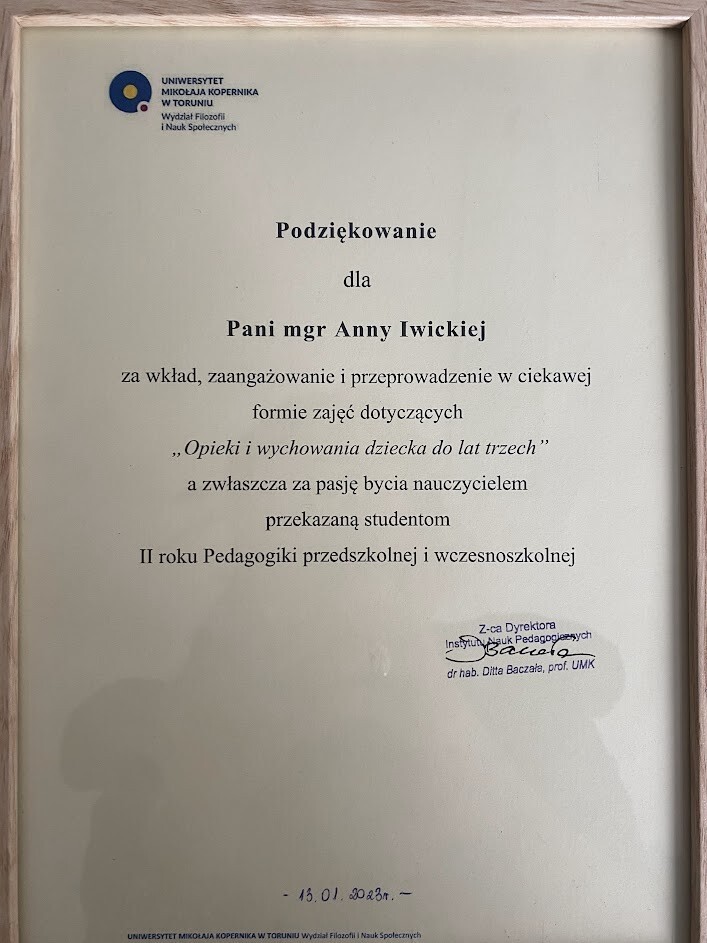 UNIWERSYTET
MIKOŁAJA KOPERNIKA
W TORUNIU
Wydział Filozofii
i Nauk Społecznych
Podziękowanie
dla
Pani mgr Anny Iwickiej
za wkład, zaangażowanie i przeprowadzenie w ciekawej
formie zajęć dotyczących
„Opieki i wychowania dziecka do lat trzech”
a zwłaszcza za pasję bycia nauczycielem
przekazaną studentom
II roku Pedagogiki przedszkolnej i wczesnoszkolnej
Z-ca Dyrektora
Instytutu Nauk Pedagogicznych
DBaczała
dr hab. Ditta Baczała, prof. UMK
- 13.01.2023r. -
UNIWERSYTET MIKOŁAJA KOPERNIKA W TORUNIU Wydział Filozofii i Nauk Społecznych